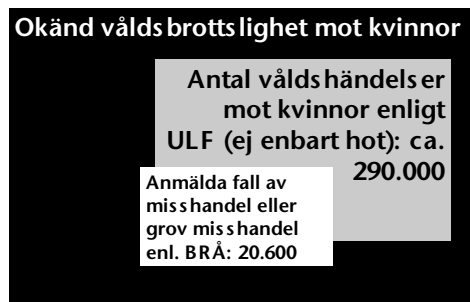 Okänd våldsbrottslighet mot kvinnor
Antal våldshändelser
mot kvinnor enligt
ULF (ej enbart hot): ca.
290.000
Anmälda fall av
misshandel eller
grov misshandel
enl. BRÅ: 20.600